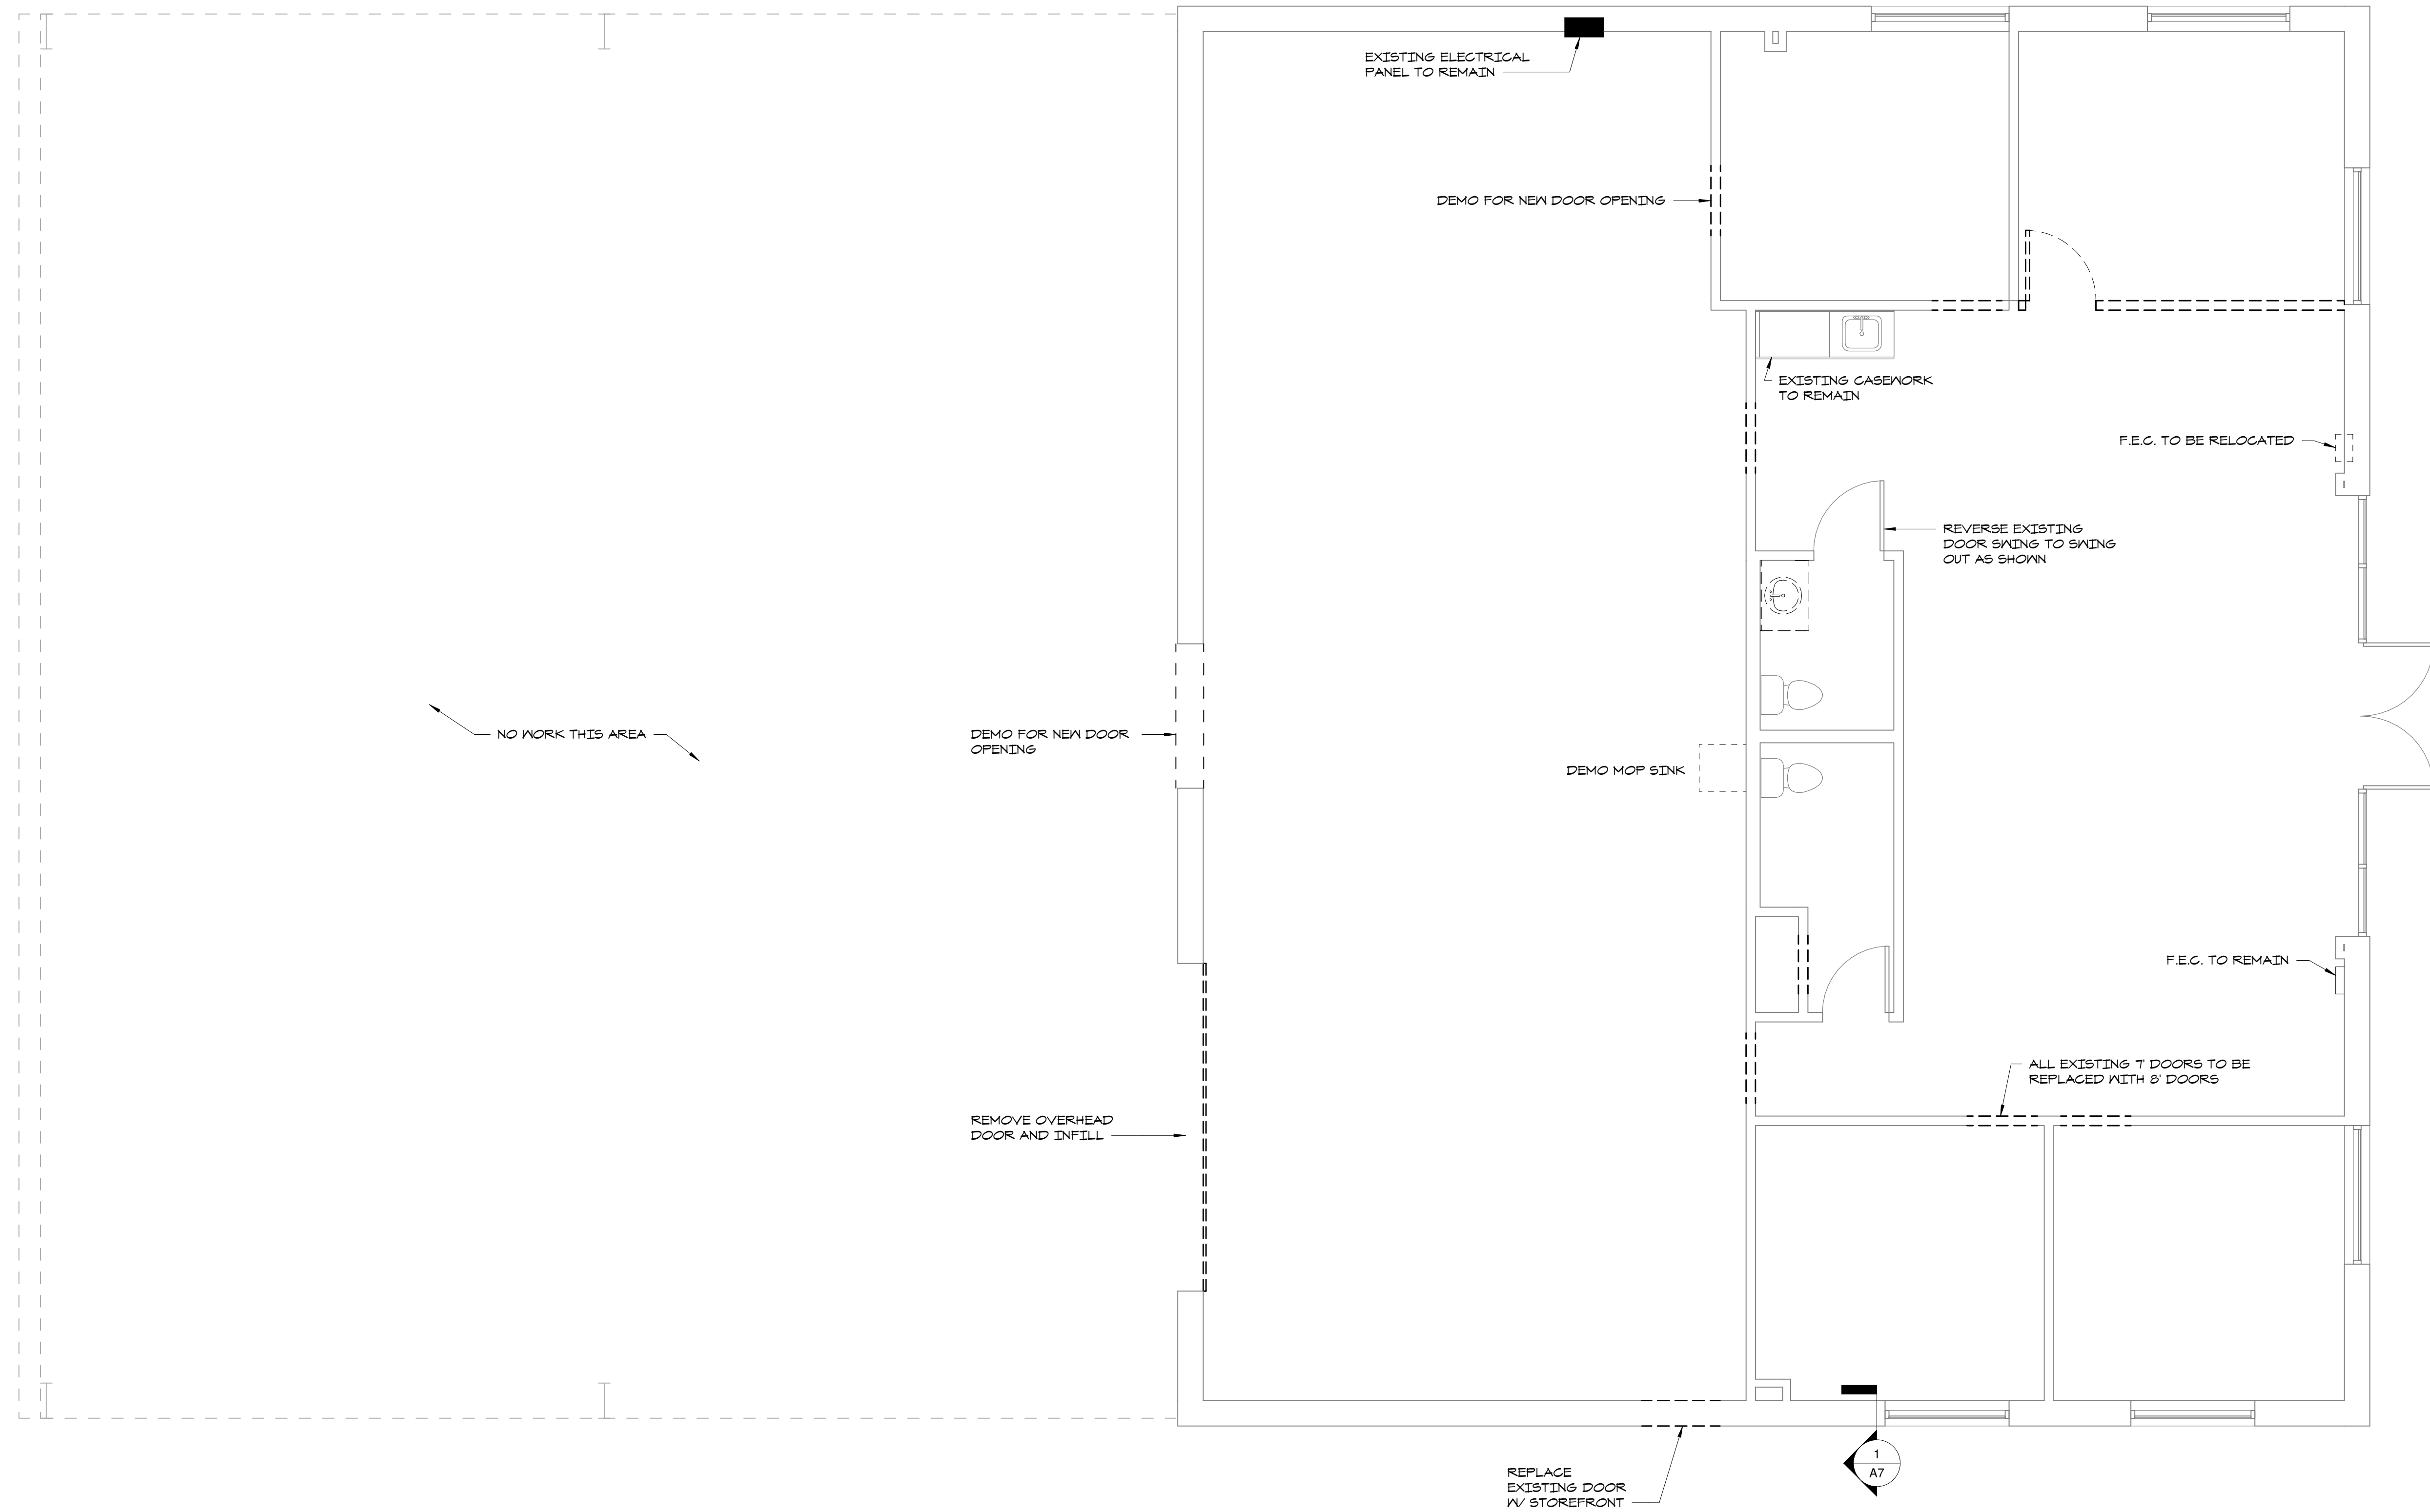 EXISTING ELECTRICAL
PANEL TO REMAIN
DEMO FOR NEW DOOR OPENING
EXISTING CASEWORK
TO REMAIN
F.E.C. TO BE RELOCATED
REVERSE EXISTING
DOOR SWING TO SWING
OUT AS SHOWN
NO WORK THIS AREA
DEMO FOR NEW DOOR
OPENING
DEMO MOP SINK
F.E.C. TO REMAIN
ALL EXISTING 7' DOORS TO BE
REPLACED WITH 8' DOORS
REMOVE OVERHEAD
DOOR AND INFILL
REPLACE
EXISTING DOOR
W/ STOREFRONT
1
A7